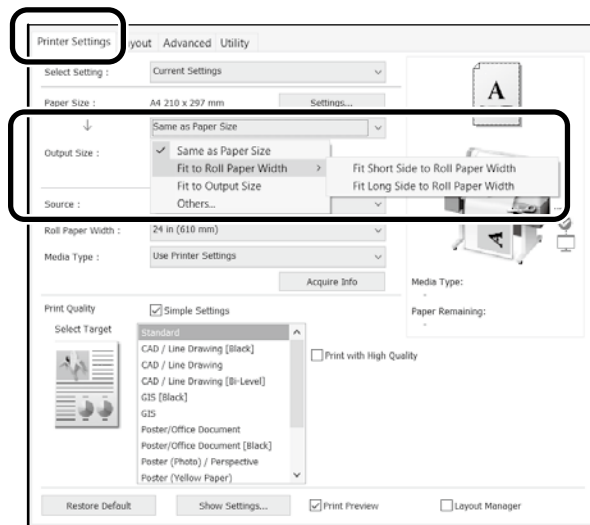 Printer Settings yout Advanced Utility
Select Setting : Current Settings
Paper Size : A4 210 x 297 mm Settings...
Same as Paper Size
Output Size :
Same as Paper Size
Fit to Roll Paper Width
Fit Short Side to Roll Paper Width
Fit to Output Size
Fit Long Side to Roll Paper Width
Others...
Source :
Roll Paper Width : 24 in (610 mm)
Media Type : Use Printer Settings
Acquire Info
A
A
Media Type:
-
Paper Remaining:
-
Print Quality Simple Settings
Select Target
Standard
CAD / Line Drawing [Black]
CAD / Line Drawing
CAD / Line Drawing [Bi-Level]
GIS [Black]
GIS
Poster/Office Document
Poster/Office Document [Black]
Poster (Photo) / Perspective
Poster (Yellow Paper)
Print with High Quality
Restore Default Show Settings... Print Preview Layout Manager